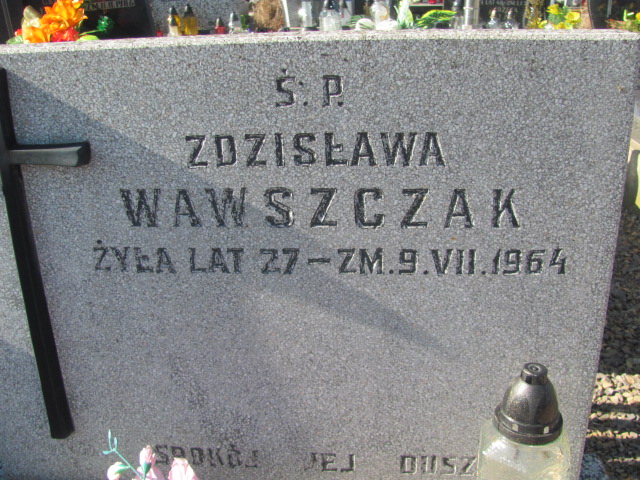 Ś. P.
ZDZISŁAWA
WAWSZCZAK
ŻYŁA LAT 27 – ZM. 9. VII. 1964
SPOKÓJ JEJ DUSZ